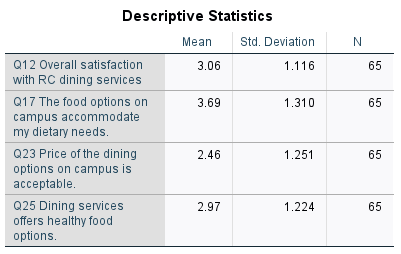 Descriptive Statistics
Mean Std. Deviation N
Q12 Overall satisfaction 3.06 1.116 65
with RC dining services
Q17 The food options on 3.69 1.310 65
campus accommodate
my dietary needs.
Q23 Price of the dining 2.46 1.251 65
options on campus is
acceptable.
Q25 Dining services 2.97 1.224 65
offers healthy food
options.